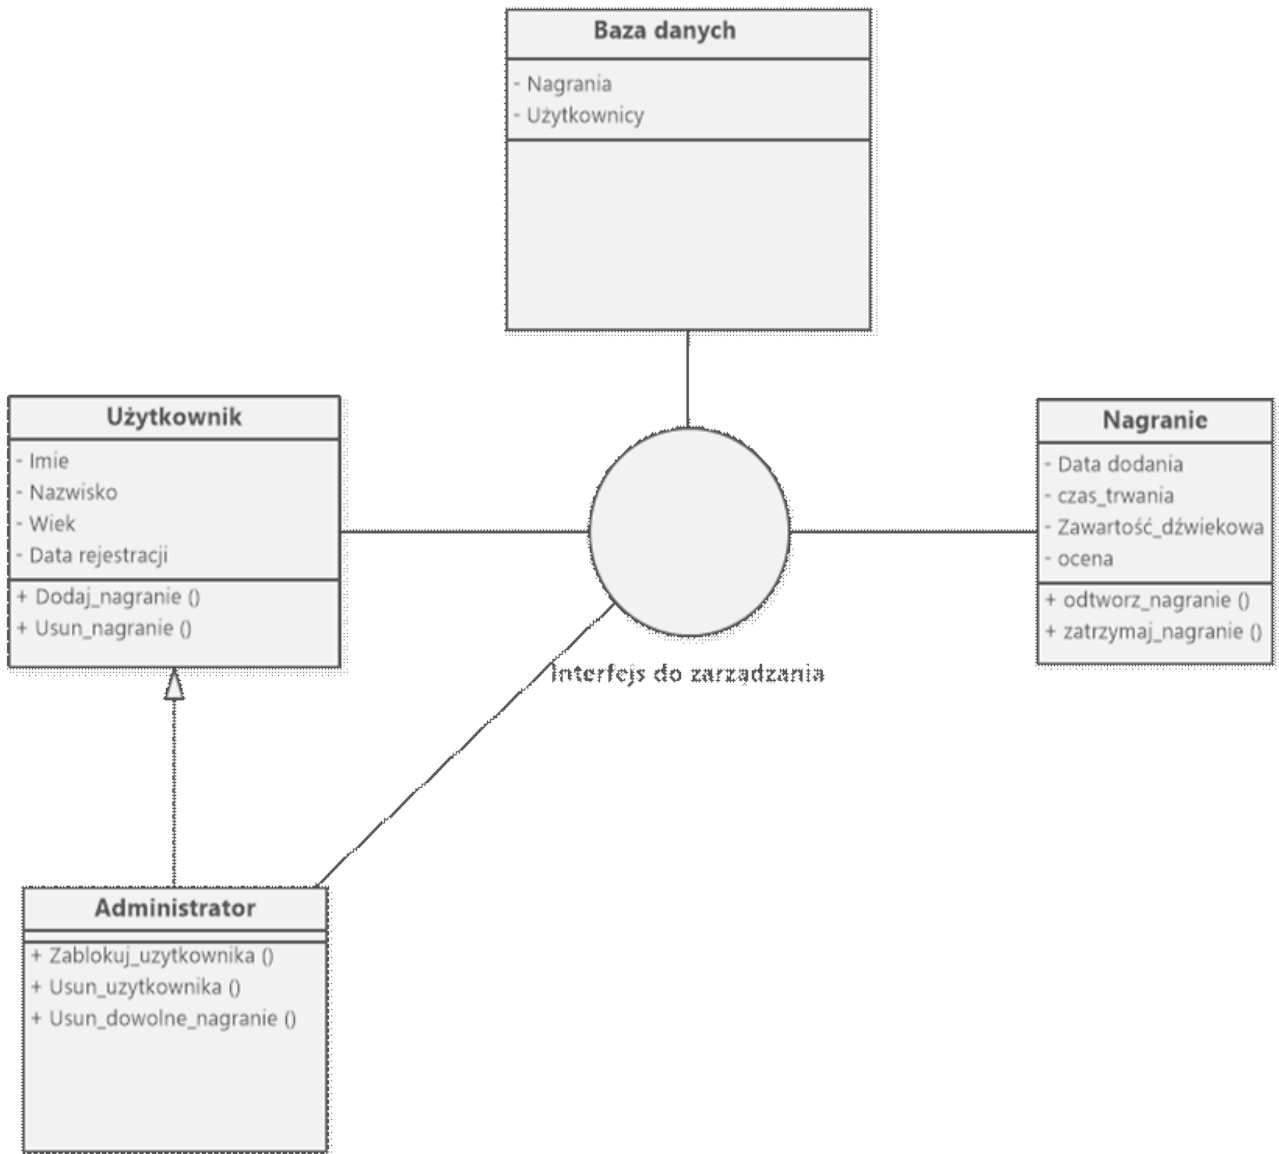 Baza danych
- Nagrania
- Użytkownicy
Użytkownik
- Imie
- Nazwisko
- Wiek
- Data rejestracji
+ Dodaj_nagranie ()
+ Usun_nagranie ()
Nagranie
- Data dodania
- czas_trwania
- Zawartość_dźwiekowa
- ocena
+ odtworz_nagranie ()
+ zatrzymaj_nagranie ()
Interfejs do zarządzania
Administrator
+ Zablokuj_uzytkownika ()
+ Usun_uzytkownika ()
+ Usun_dowolne_nagranie ()